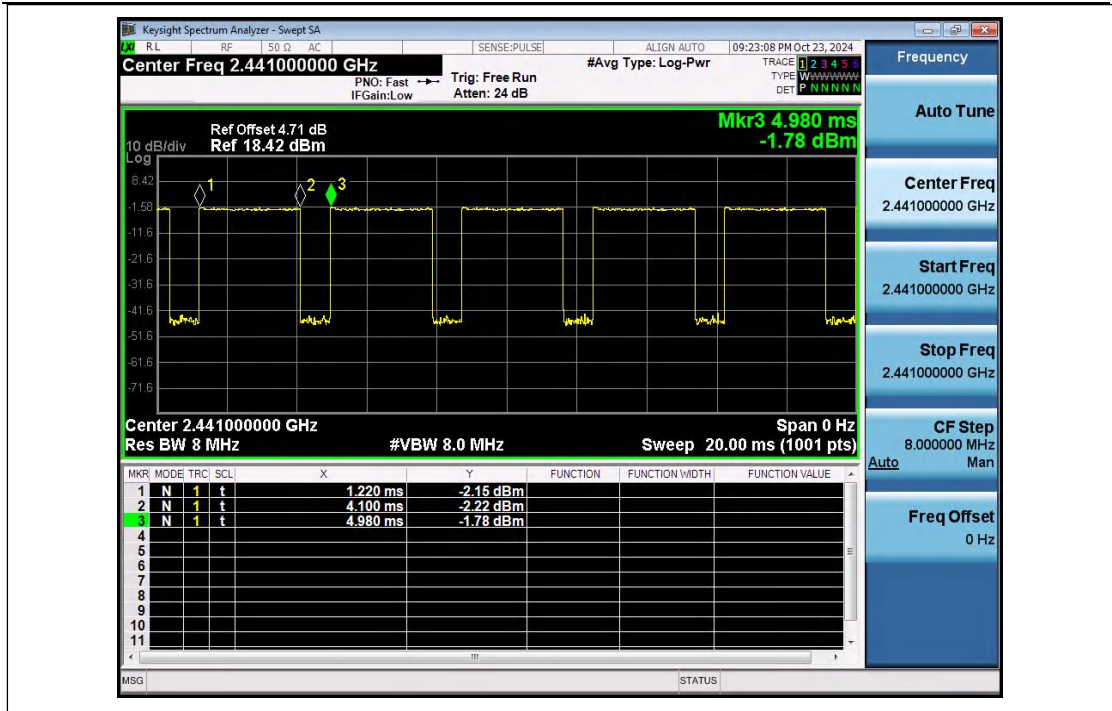 Keysight Spectrum Analyzer - Swept SA
LXI RL RF 50 Ω AC SENSE:PULSE ALIGN AUTO 09:23:08 PM Oct 23, 2024
Center Freq 2.441000000 GHz #Avg Type: Log-Pwr TRACE 1 2 3 4 5 6
PNO: Fast Trig: Free Run TYPE WWWWWW
IFGain:Low Atten: 24 dB DET P NNNNN
Frequency
Auto Tune
Mkr3 4.980 ms
-1.78 dBm
Ref Offset 4.71 dB
10 dB/div Ref 18.42 dBm
Log
8.42
1 2 3
-1.58
-11.6
-21.6
-31.6
-41.6
-51.6
-61.6
-71.6
Center 2.441000000 GHz Span 0 Hz
Res BW 8 MHz #VBW 8.0 MHz Sweep 20.00 ms (1001 pts)
Center Freq
2.441000000 GHz
Start Freq
2.441000000 GHz
Stop Freq
2.441000000 GHz
CF Step
8.000000 MHz
Auto Man
Freq Offset
0 Hz
MKR MODE TRC SCL X Y FUNCTION FUNCTION WIDTH FUNCTION VALUE
1 N 1 t 1.220 ms -2.15 dBm
2 N 1 t 4.100 ms -2.22 dBm
3 N 1 t 4.980 ms -1.78 dBm
4
5
6
7
8
9
10
11
MSG STATUS